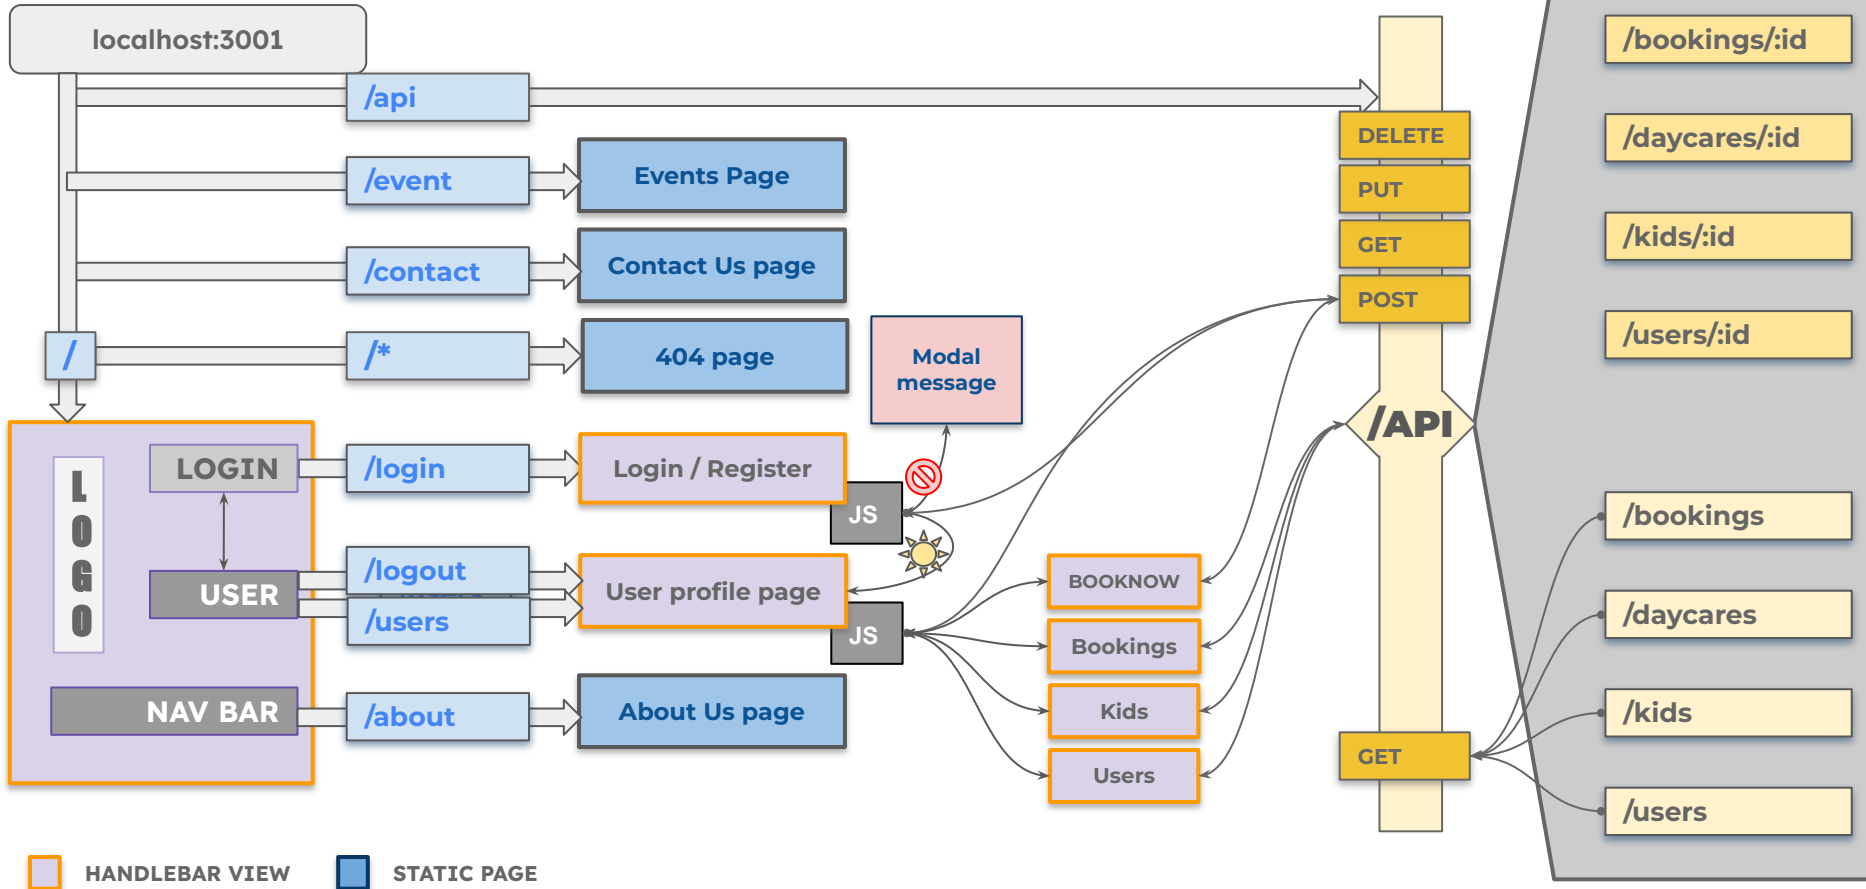 localhost:3001
/api
/event
/contact
/
/*
Events Page
Contact Us page
404 page
Modal
message
LOGO
LOGIN
USER
NAV BAR
/login
/logout
/users
/about
Login / Register
JS
User profile page
JS
About Us page
BOOKNOW
Bookings
Kids
Users
DELETE
PUT
GET
POST
/API
GET
/bookings/:id
/daycares/:id
/kids/:id
/users/:id
/bookings
/daycares
/kids
/users
HANDLEBAR VIEW
STATIC PAGE